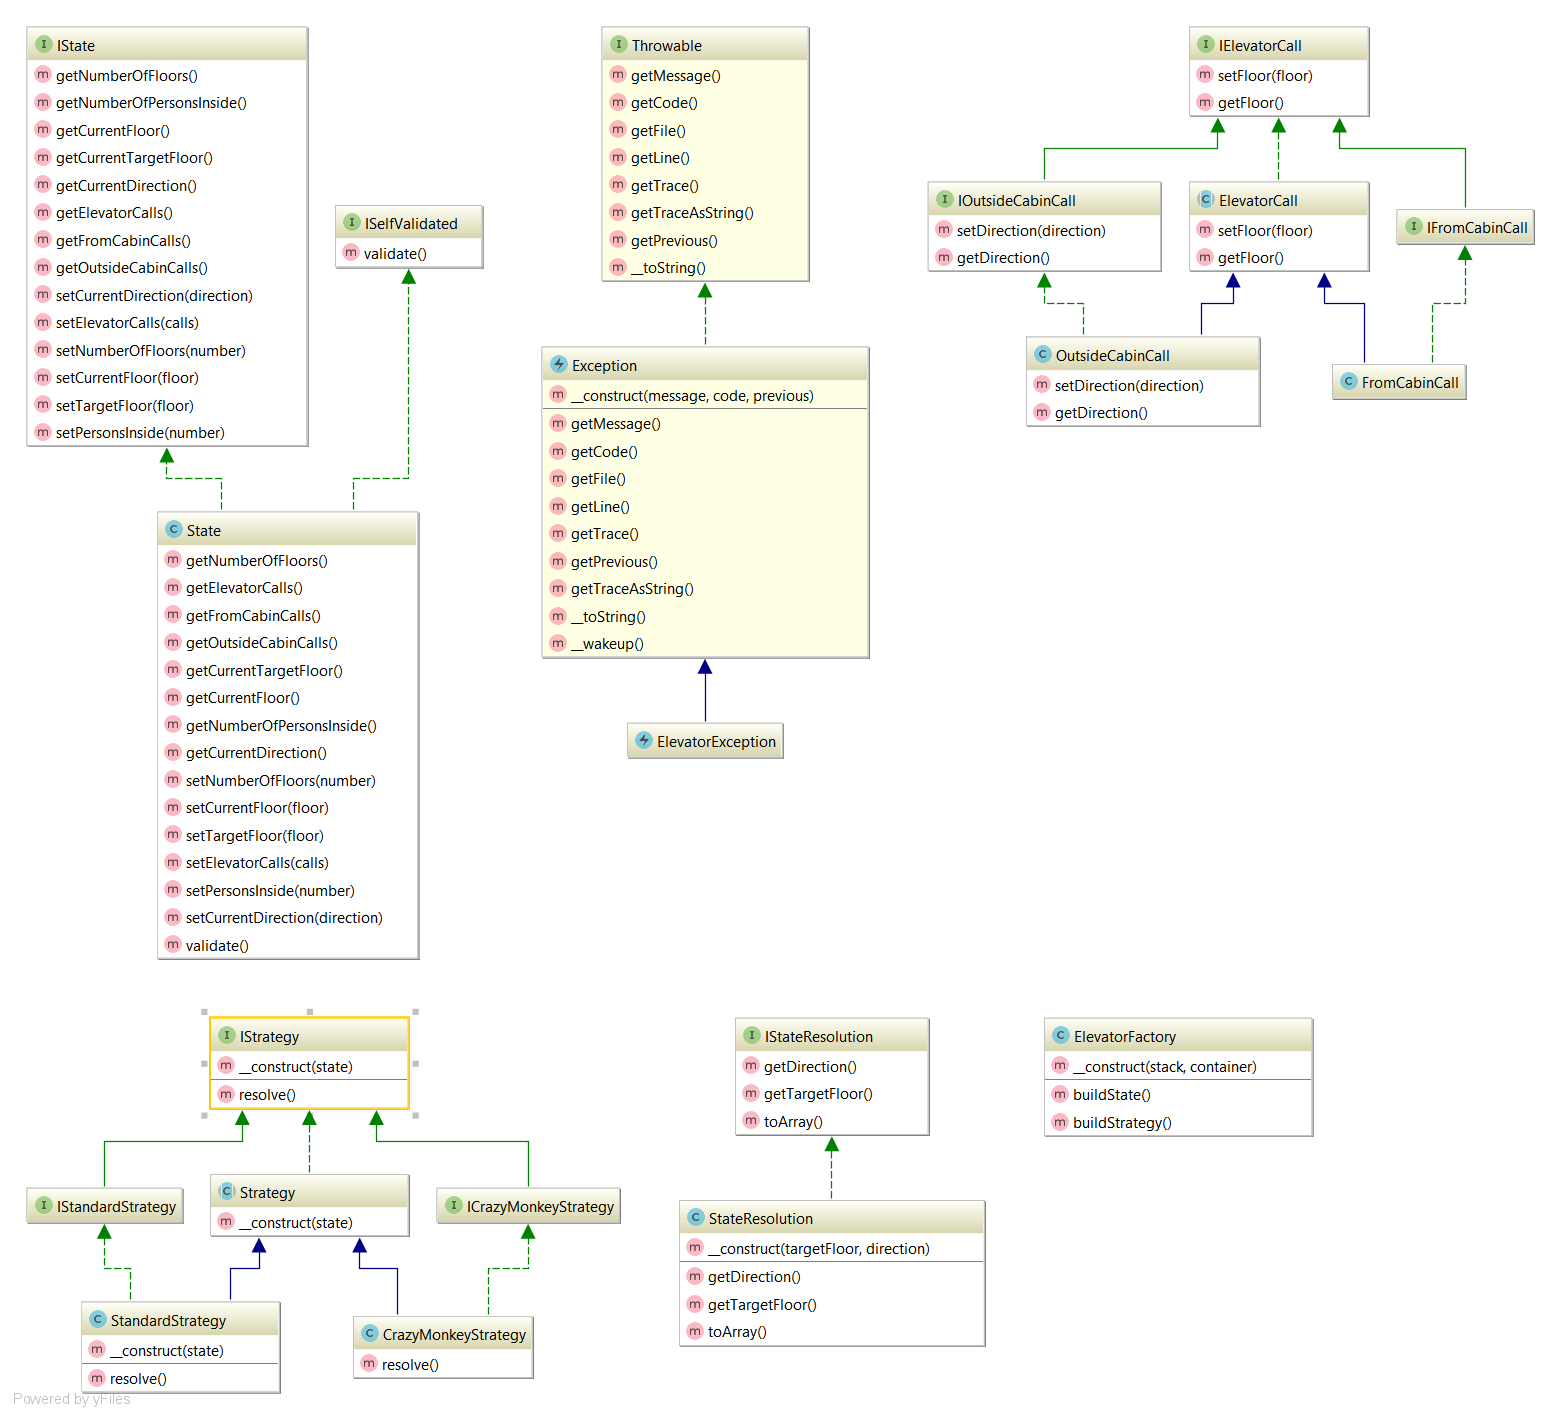 IState
getNumberOfFloors()
getNumberOfPersonsInside()
getCurrentFloor()
getCurrentTargetFloor()
getCurrentDirection()
getElevatorCalls()
getFromCabinCalls()
getOutsideCabinCalls()
setCurrentDirection(direction)
setElevatorCalls(calls)
setNumberOfFloors(number)
setCurrentFloor(floor)
setTargetFloor(floor)
setPersonsInside(number)
ISelfValidated
validate()
State
getNumberOfFloors()
getElevatorCalls()
getFromCabinCalls()
getOutsideCabinCalls()
getCurrentTargetFloor()
getCurrentFloor()
getNumberOfPersonsInside()
getCurrentDirection()
setNumberOfFloors(number)
setCurrentFloor(floor)
setTargetFloor(floor)
setElevatorCalls(calls)
setPersonsInside(number)
setCurrentDirection(direction)
validate()
Throwable
getMessage()
getCode()
getFile()
getLine()
getTrace()
getTraceAsString()
getPrevious()
__toString()
Exception
__construct(message, code, previous)
getMessage()
getCode()
getFile()
getLine()
getTrace()
getPrevious()
getTraceAsString()
__toString()
__wakeup()
ElevatorException
IElevatorCall
setFloor(floor)
getFloor()
IOutsideCabinCall
setDirection(direction)
getDirection()
ElevatorCall
setFloor(floor)
getFloor()
IFromCabinCall
OutsideCabinCall
setDirection(direction)
getDirection()
FromCabinCall
IStrategy
__construct(state)
resolve()
IStandardStrategy
Strategy
__construct(state)
ICrazyMonkeyStrategy
StandardStrategy
__construct(state)
resolve()
CrazyMonkeyStrategy
resolve()
IStateResolution
getDirection()
getTargetFloor()
toArray()
StateResolution
__construct(targetFloor, direction)
getDirection()
getTargetFloor()
toArray()
ElevatorFactory
__construct(stack, container)
buildState()
buildStrategy()
Powered by yFiles